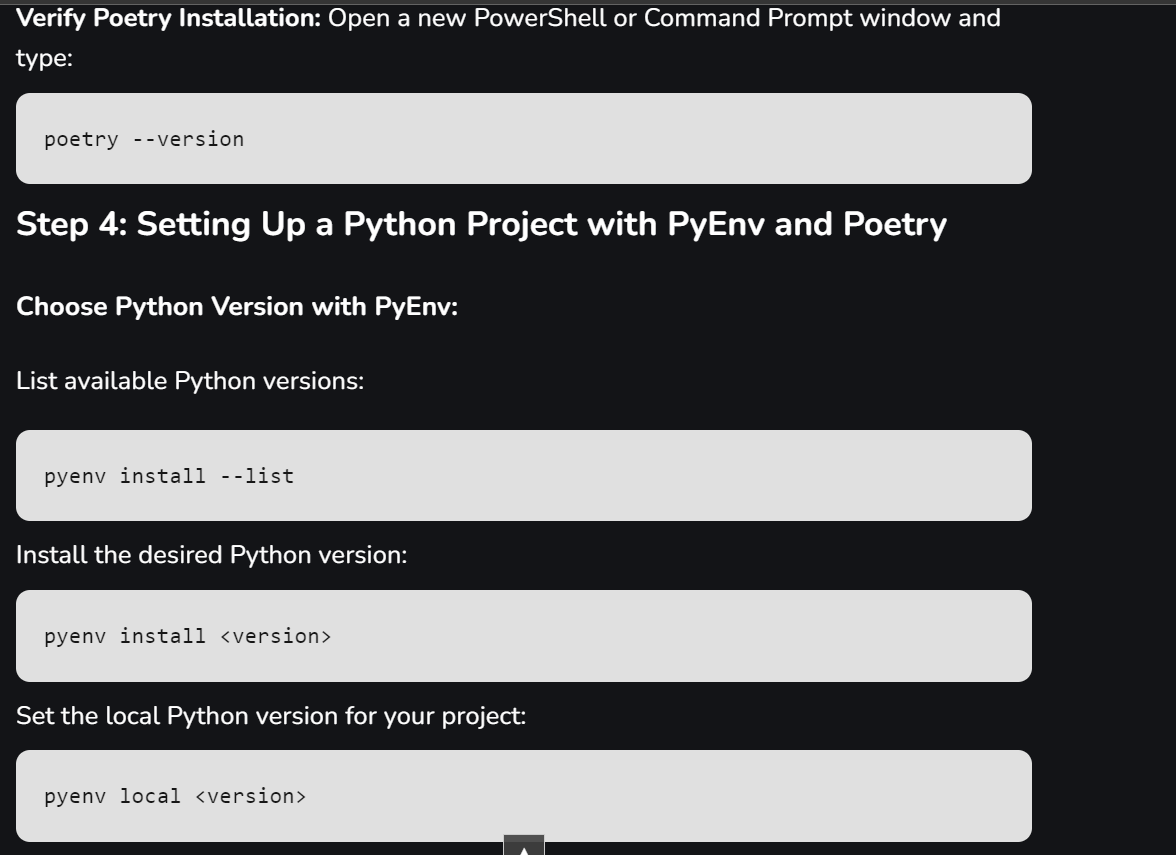 Verify Poetry Installation: Open a new PowerShell or Command Prompt window and
type:
poetry --version
Step 4: Setting Up a Python Project with PyEnv and Poetry
Choose Python Version with PyEnv:
List available Python versions:
pyenv install --list
Install the desired Python version:
pyenv install <version>
Set the local Python version for your project:
pyenv local <version>